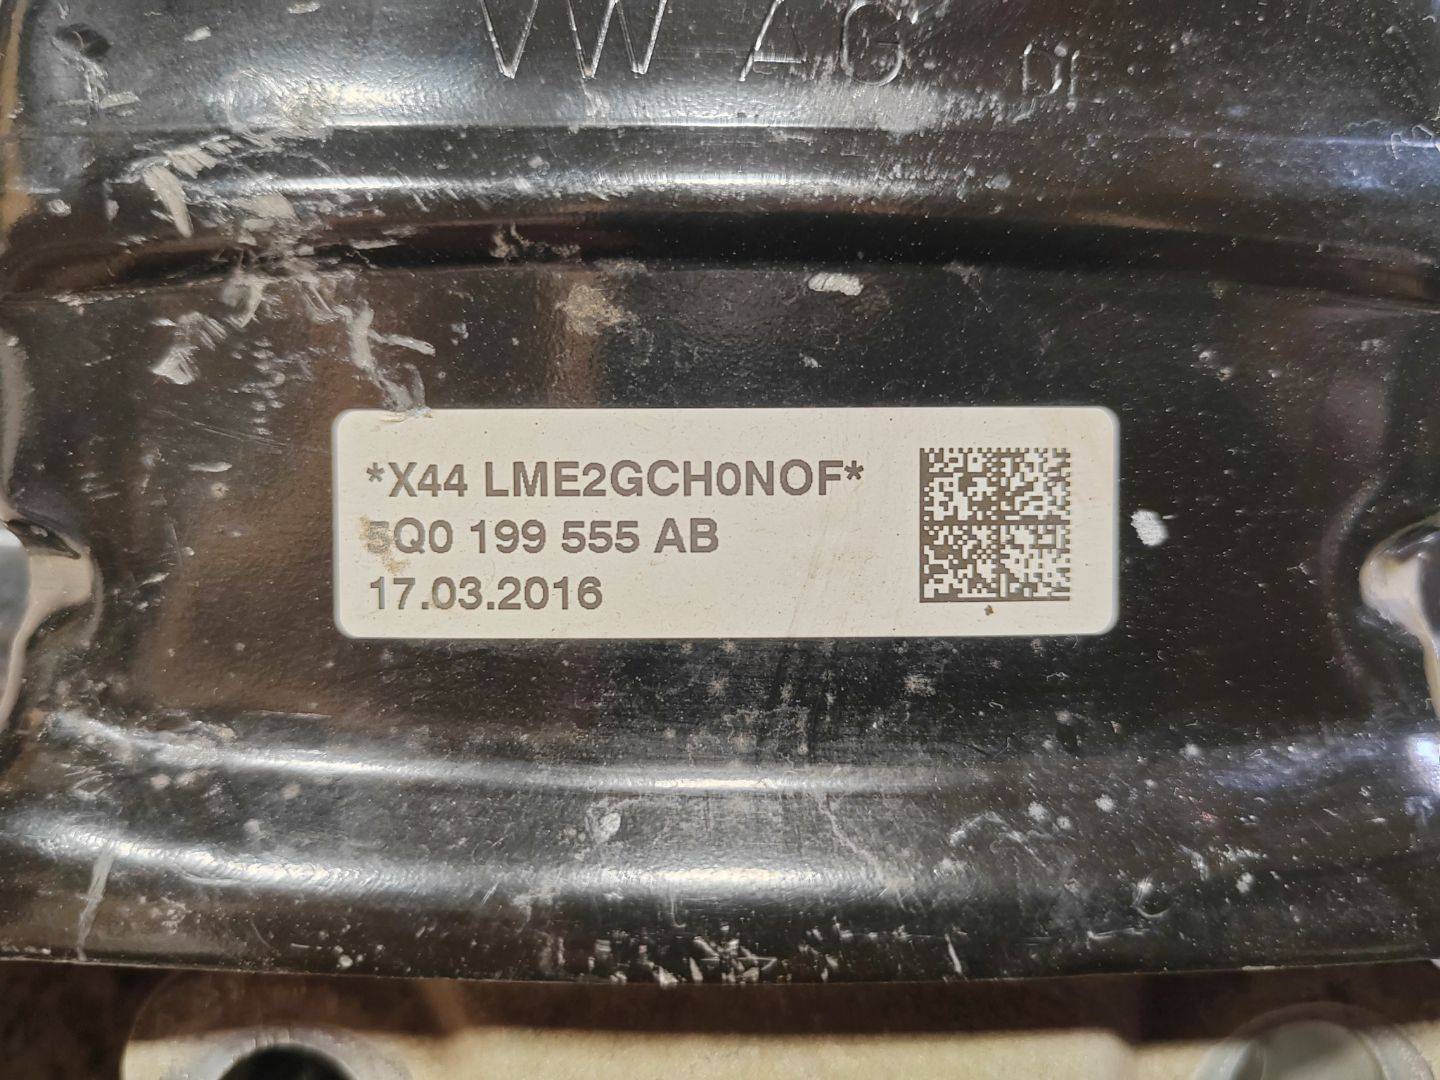 VW AG
*X44 LME2GCH0NOF*
5Q0 199 555 AB
17.03.2016